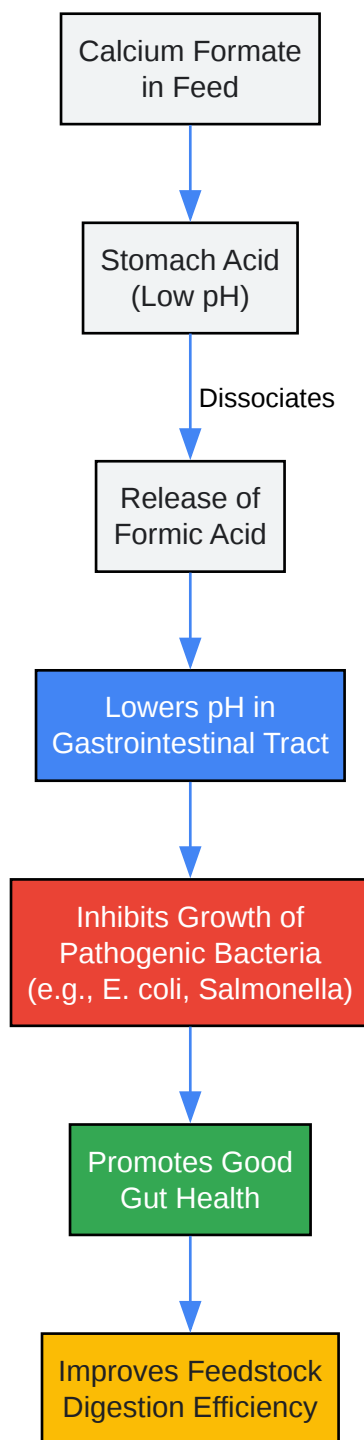 Calcium Formate
in Feed
Stomach Acid
(Low pH)
Dissociates
Release of
Formic Acid
Lowers pH in
Gastrointestinal Tract
Inhibits Growth of
Pathogenic Bacteria
(e.g., E. coli, Salmonella)
Promotes Good
Gut Health
Improves Feedstock
Digestion Efficiency